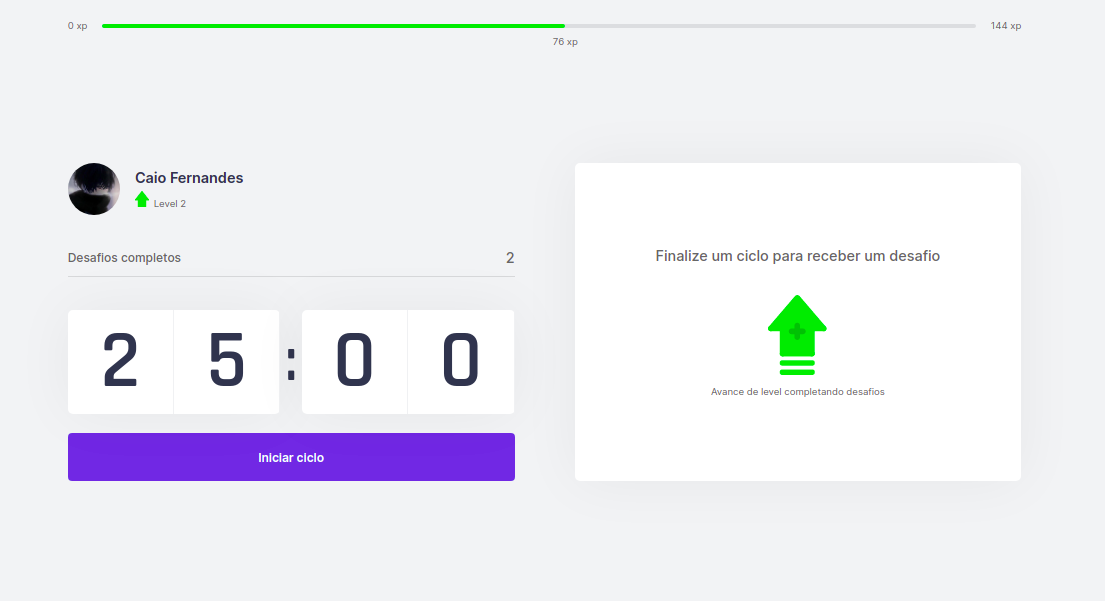 0 xp
144 xp
76 xp
Caio Fernandes
Level 2
Desafios completos
2
25:00
Iniciar ciclo
Finalize um ciclo para receber um desafio
Avance de level completando desafios